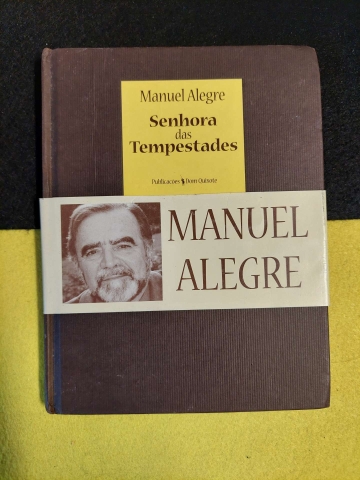 Manuel Alegre
Senhora
das
Tempestades
Publicações Dom Quixote
MANUEL
ALEGRE